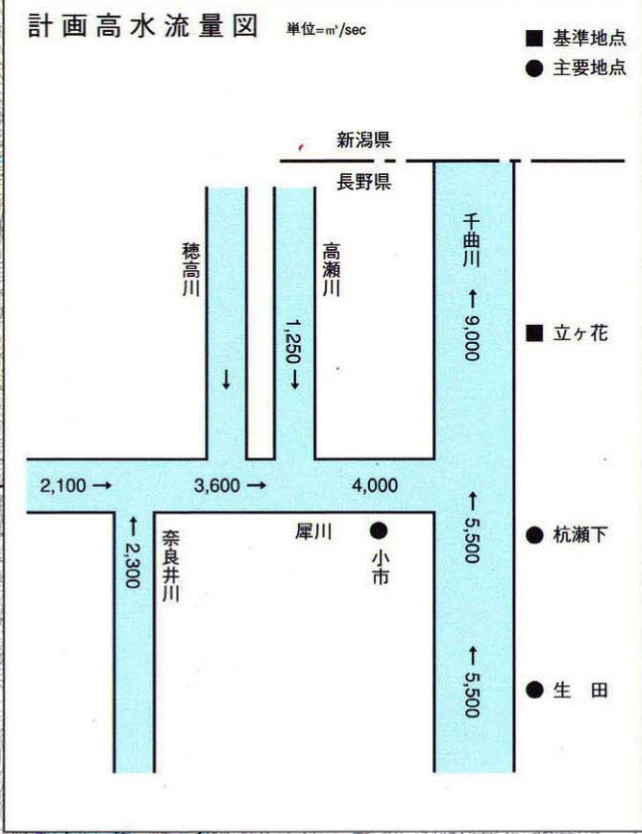 計画高水流量図 単位=㎥/sec
■ 基準地点
● 主要地点
新潟県
長野県
穂高川
高瀬川
千曲川
1,250→
↑ 9,000
■ 立ヶ花
2,100→
3,600→
4,000
犀川
● 小市
↑ 2,300
奈良井川
↑ 5,500
● 杭瀬下
↑ 5,500
● 生 田